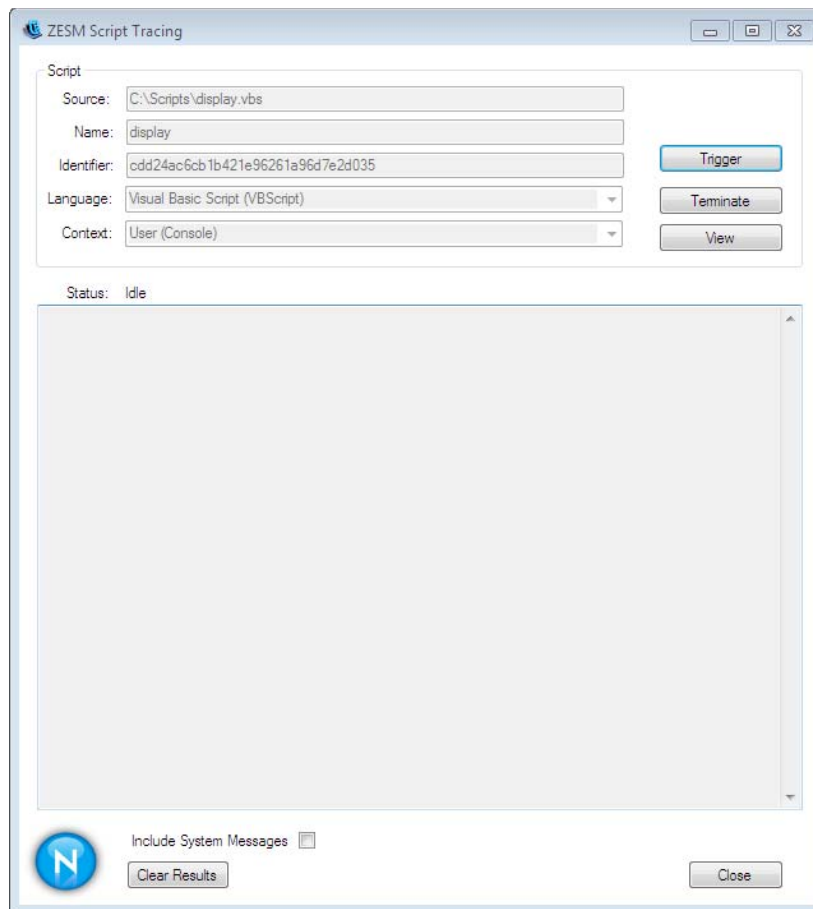 ZESM Script Tracing
Script
Source: C:\Scripts\display.vbs
Name: display
Identifier: cdd24ac6cb1b421e96261a96d7e2d035
Trigger
Language: Visual Basic Script (VBScript)
Terminate
Context: User (Console)
View
Status: Idle
Include System Messages
N
Clear Results
Close